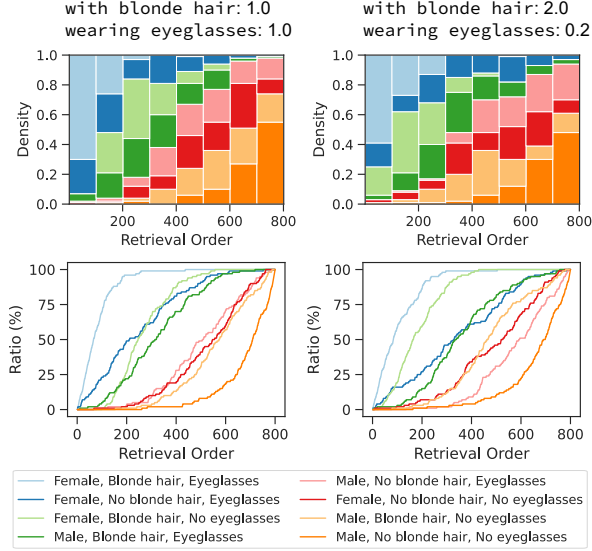 with blonde hair: 1.0
wearing eyeglasses: 1.0
with blonde hair: 2.0
wearing eyeglasses: 0.2
1.0
0.8
0.6
0.4
0.2
0.0
Density
200 400 600 800
Retrieval Order
1.0
0.8
0.6
0.4
0.2
0.0
Density
200 400 600 800
Retrieval Order
100
75
50
25
0
Ratio (%)
0 200 400 600 800
Retrieval Order
100
75
50
25
0
Ratio (%)
0 200 400 600 800
Retrieval Order
Female, Blonde hair, Eyeglasses
Female, No blonde hair, Eyeglasses
Female, Blonde hair, No eyeglasses
Male, Blonde hair, Eyeglasses
Male, No blonde hair, Eyeglasses
Female, No blonde hair, No eyeglasses
Male, Blonde hair, No eyeglasses
Male, No blonde hair, No eyeglasses